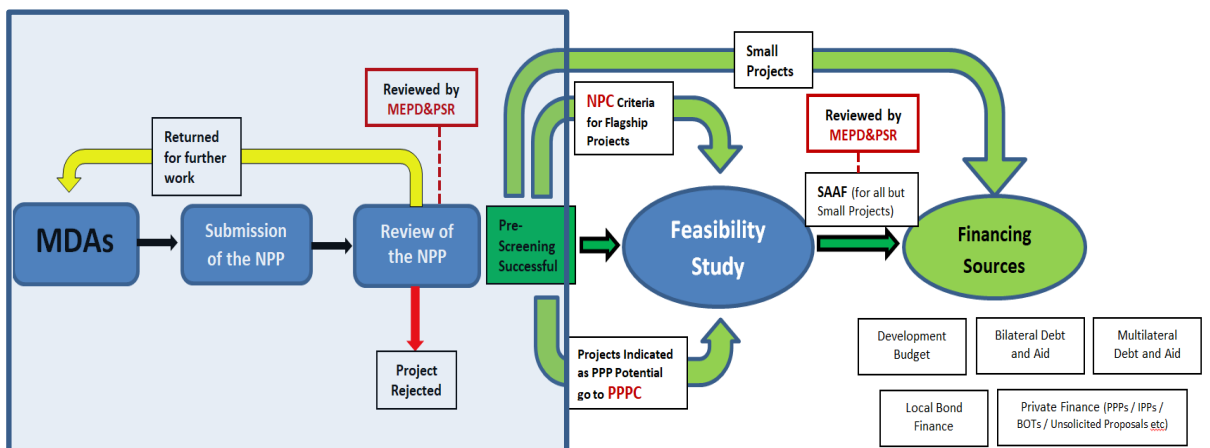 Small
Projects
Reviewed by
MEPD&PSR
NPC Criteria
for Flagship
Projects
Reviewed by
MEPD&PSR
Returned
for further
work
SAAF (for all but
Small Projects)
MDAs
Submission
of the NPP
Review of
the NPP
Pre-
Screening
Successful
Feasibility
Study
Financing
Sources
Project
Rejected
Projects Indicated
as PPP Potential
go to PPPC
Development
Budget
Bilateral Debt
and Aid
Multilateral
Debt and Aid
Local Bond
Finance
Private Finance (PPPs / IPPs /
BOTs / Unsolicited Proposals etc)